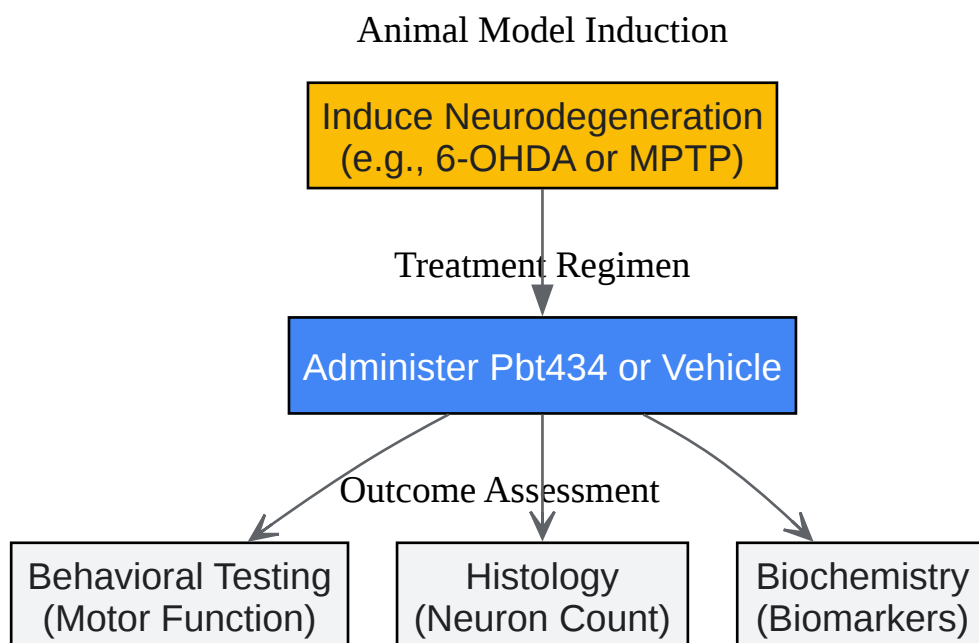 Animal Model Induction
Induce Neurodegeneration
(e.g., 6-OHDA or MPTP)
Treatment Regimen
Administer Pbt434 or Vehicle
Outcome Assessment
Behavioral Testing
(Motor Function)
Histology
(Neuron Count)
Biochemistry
(Biomarkers)